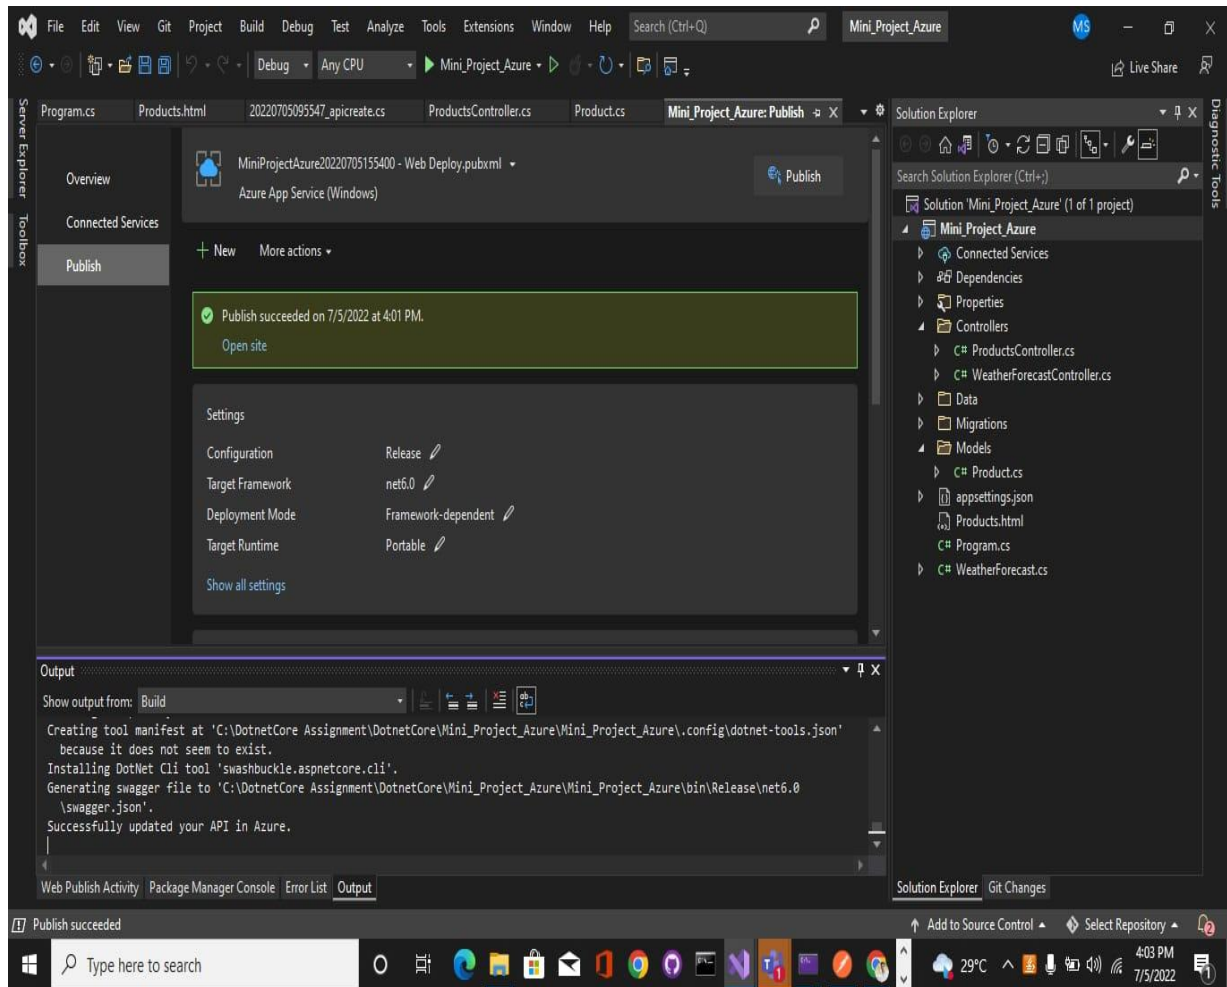 File Edit View Git Project Build Debug Test Analyze Tools Extensions Window Help Search (Ctrl+Q) Mini_Project_Azure MS
Debug Any CPU Mini_Project_Azure Live Share
Server Explorer
Toolbox
Program.cs Products.html 20220705095547_apicreate.cs ProductsController.cs Product.cs Mini_Project_Azure: Publish
Overview
Connected Services
Publish
MiniProjectAzure20220705155400 - Web Deploy.pubxml
Azure App Service (Windows)
Publish
New More actions
Publish succeeded on 7/5/2022 at 4:01 PM.
Open site
Settings
Configuration Release
Target Framework net6.0
Deployment Mode Framework-dependent
Target Runtime Portable
Show all settings
Output
Show output from: Build
Creating tool manifest at 'C:\DotnetCore Assignment\DotnetCore\Mini_Project_Azure\Mini_Project_Azure\.config\dotnet-tools.json'
because it does not seem to exist.
Installing DotNet Cli tool 'swashbuckle.aspnetcore.cli'.
Generating swagger file to 'C:\DotnetCore Assignment\DotnetCore\Mini_Project_Azure\Mini_Project_Azure\bin\Release\net6.0
\swagger.json'.
Successfully updated your API in Azure.
Web Publish Activity Package Manager Console Error List Output
Solution Explorer
Search Solution Explorer (Ctrl+;)
Solution 'Mini_Project_Azure' (1 of 1 project)
Mini_Project_Azure
Connected Services
Dependencies
Properties
Controllers
C# ProductsController.cs
C# WeatherForecastController.cs
Data
Migrations
Models
C# Product.cs
appsettings.json
Products.html
C# Program.cs
C# WeatherForecast.cs
Solution Explorer Git Changes
Diagnostic Tools
Publish succeeded Add to Source Control Select Repository 2
Type here to search 29°C 4:03 PM
7/5/2022